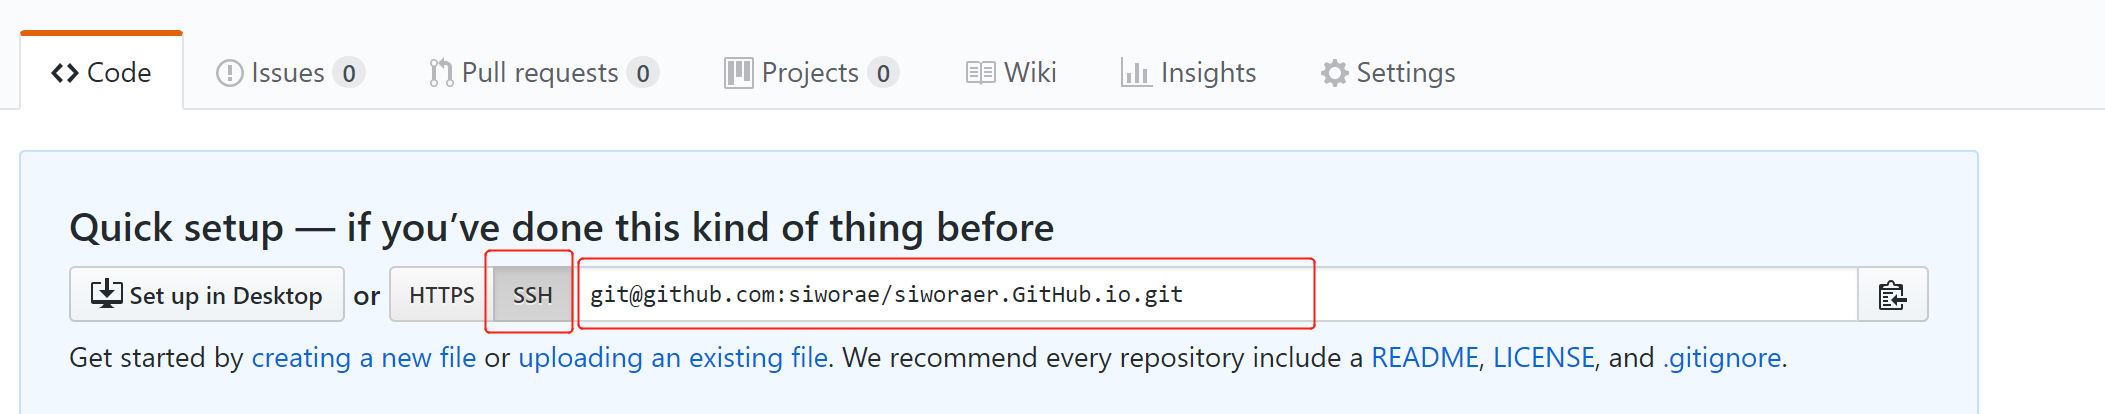 Code Issues 0 Pull requests 0 Projects 0 Wiki Insights Settings
Quick setup — if you’ve done this kind of thing before
Set up in Desktop or HTTPS SSH git@github.com:siworae/siworaer.GitHub.io.git
Get started by creating a new file or uploading an existing file. We recommend every repository include a README, LICENSE, and .gitignore.